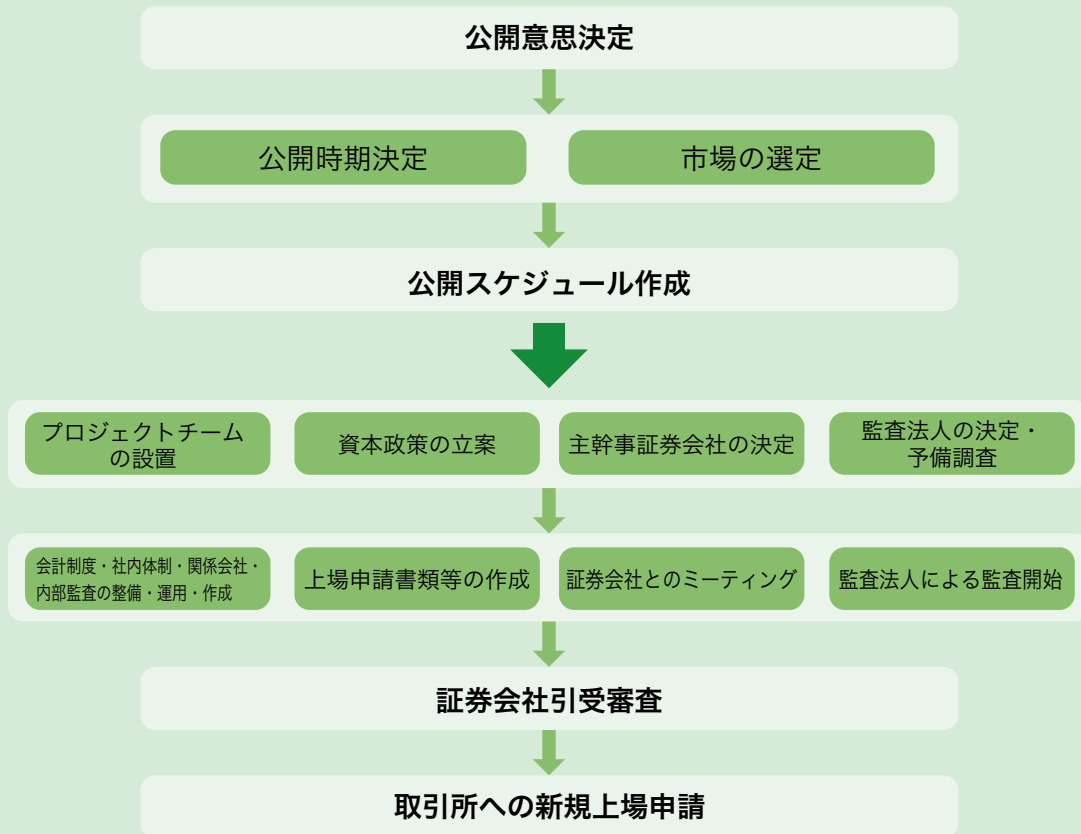 公開意思決定
公開時期決定
市場の選定
公開スケジュール作成
プロジェクトチーム
の設置
資本政策の立案
主幹事証券会社の決定
監査法人の決定・
予備調査
会計制度・社内体制・関係会社・
内部監査の整備・運用・作成
上場申請書類等の作成
証券会社とのミーティング
監査法人による監査開始
証券会社引受審査
取引所への新規上場申請